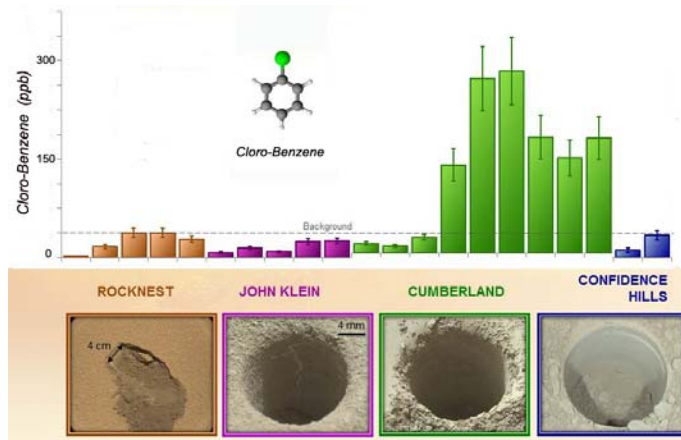 300
150
0
Cloro-Benzene (ppb)
Cloro-Benzene
Background
ROCKNEST
JOHN KLEIN
CUMBERLAND
CONFIDENCE
HILLS
4 cm
4 mm